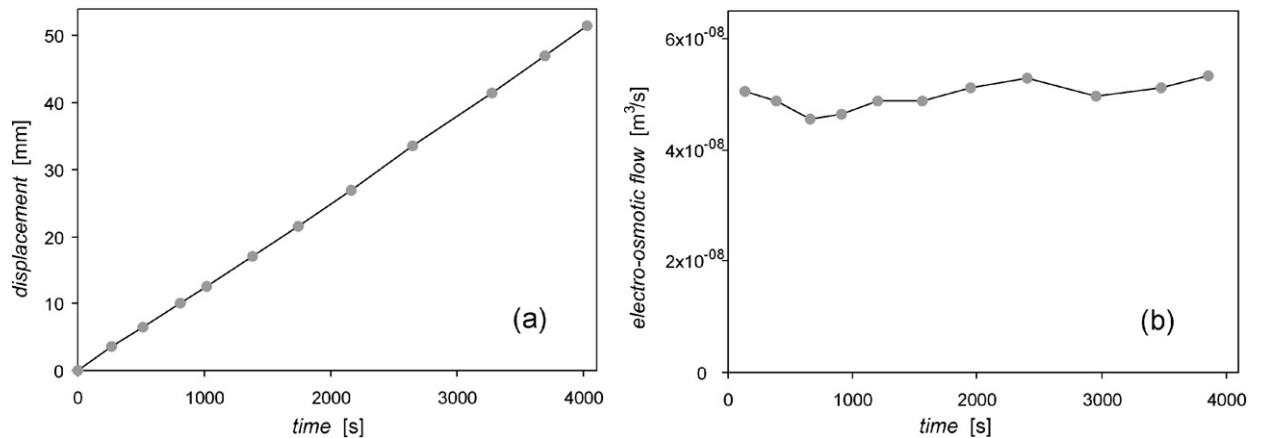 50
40
30
20
10
0
displacement [mm]
(a)
0 1000 2000 3000 4000
time [s]
6x10-08
4x10-08
2x10-08
0
electro-osmotic flow [m³/s]
(b)
0 1000 2000 3000 4000
time [s]